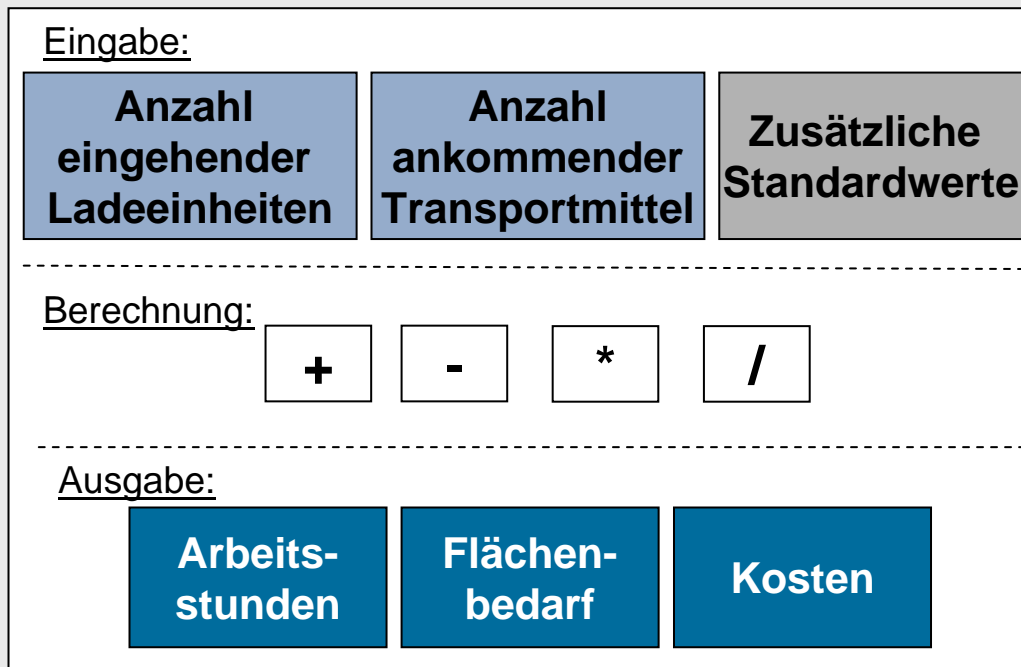 Eingabe:
Anzahl
eingehender
Ladeeinheiten
Anzahl
ankommender
Transportmittel
Zusätzliche
Standardwerte
Berechnung:
+ - * /
Ausgabe:
Arbeits-
stunden
Flächen-
bedarf
Kosten